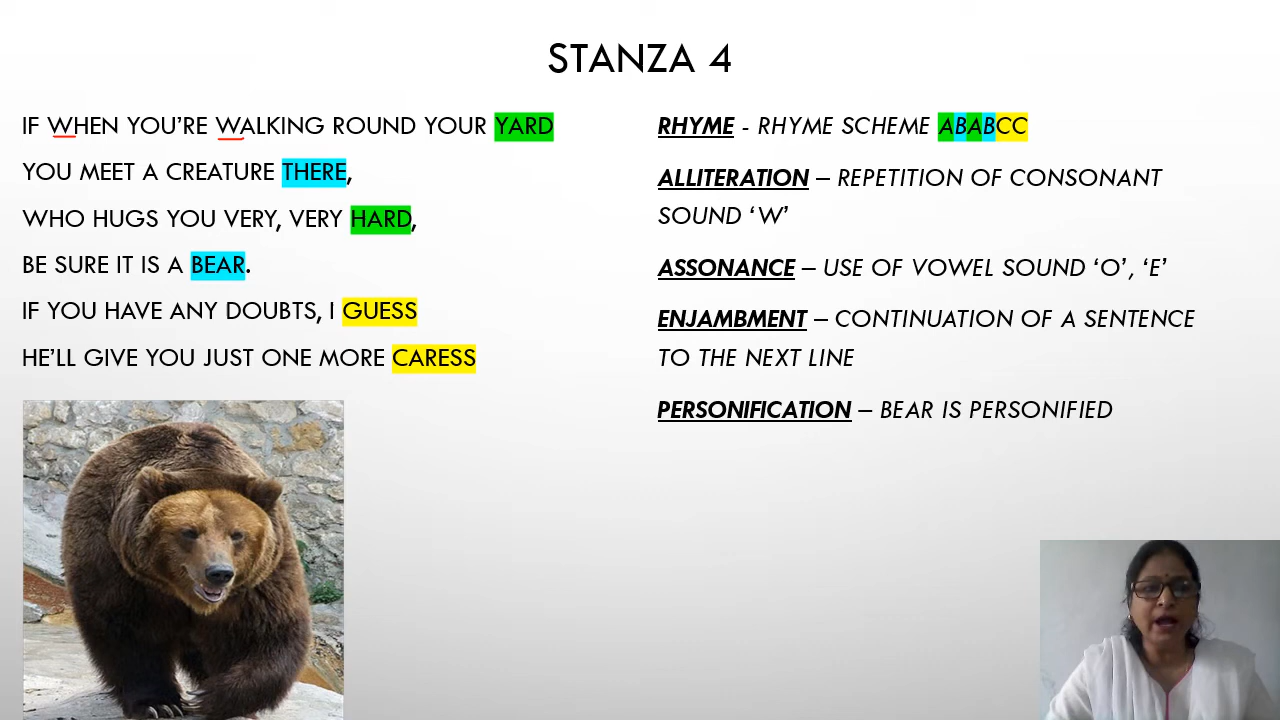 STANZA 4
IF WHEN YOU'RE WALKING ROUND YOUR YARD
YOU MEET A CREATURE THERE,
WHO HUGS YOU VERY, VERY HARD,
BE SURE IT IS A BEAR.
IF YOU HAVE ANY DOUBTS, I GUESS
HE'LL GIVE YOU JUST ONE MORE CARESS
RHYME - RHYME SCHEME ABABCC
ALLITERATION – REPETITION OF CONSONANT
SOUND ‘W’
ASSONANCE – USE OF VOWEL SOUND ‘O’, ‘E’
ENJAMBMENT – CONTINUATION OF A SENTENCE
TO THE NEXT LINE
PERSONIFICATION – BEAR IS PERSONIFIED